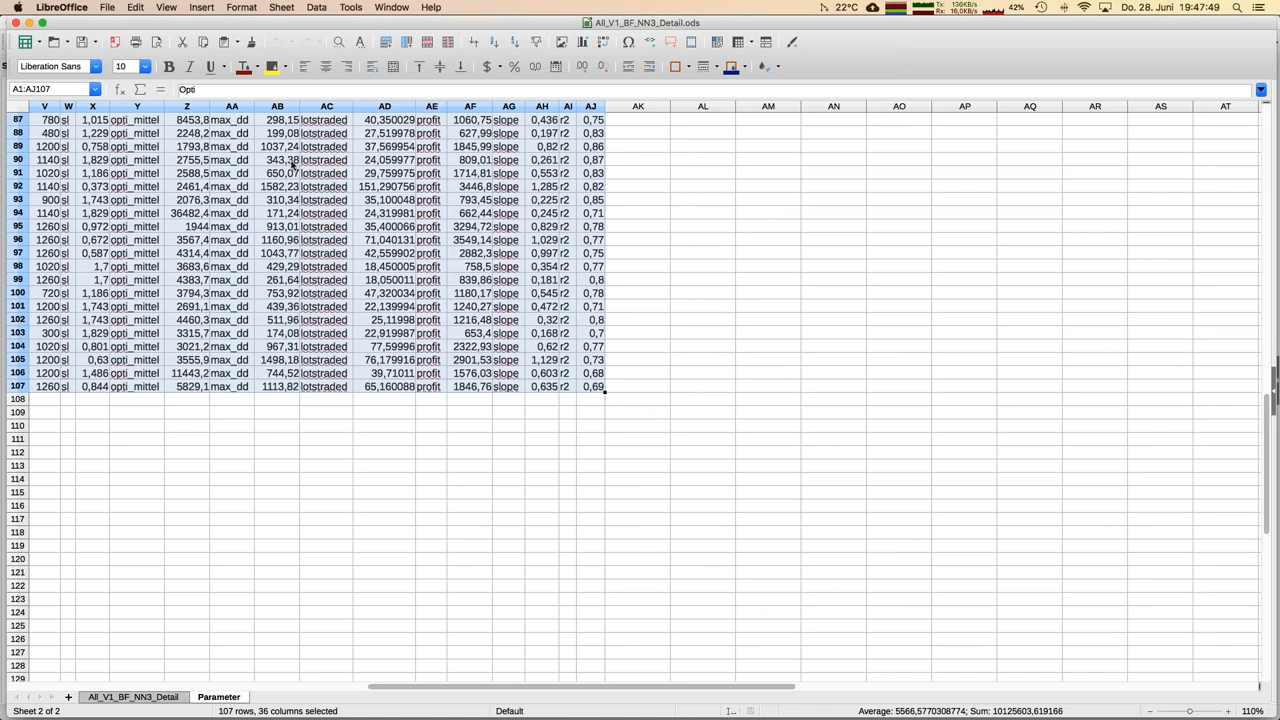 LibreOffice File Edit View Insert Format Sheet Data Tools Window Help 22°C Tx: 136KB/s Rx: 16,0KB/s 42% Do. 28. Juni 19:47:49
All_V1_BF_NN3_Detail.ods
Liberation Sans 10
A1:AJ107 Opti
V W X Y Z AA AB AC AD AE AF AG AH AI AJ AK AL AM AN AO AP AQ AR AS AT
87 780 sl 1,015 opti_mittel 8453,8 max_dd 298,15 lotstraded 40,350029 profit 1060,75 slope 0,436 r2 0,75
88 480 sl 1,229 opti_mittel 2248,2 max_dd 199,08 lotstraded 27,519978 profit 627,99 slope 0,197 r2 0,83
89 1200 sl 0,758 opti_mittel 1793,8 max_dd 1037,24 lotstraded 37,569954 profit 1845,99 slope 0,82 r2 0,86
90 1140 sl 1,829 opti_mittel 2755,5 max_dd 343,38 lotstraded 24,059977 profit 809,01 slope 0,261 r2 0,87
91 1020 sl 1,186 opti_mittel 2588,5 max_dd 650,07 lotstraded 29,759975 profit 1714,81 slope 0,553 r2 0,83
92 1140 sl 0,373 opti_mittel 2461,4 max_dd 1582,23 lotstraded 151,290756 profit 3446,8 slope 1,285 r2 0,82
93 900 sl 1,829 opti_mittel 2076,3 max_dd 310,34 lotstraded 35,100048 profit 793,45 slope 0,225 r2 0,85
94 1140 sl 1,829 opti_mittel 36482,4 max_dd 171,24 lotstraded 24,319981 profit 662,44 slope 0,245 r2 0,71
95 1260 sl 0,972 opti_mittel 1944 max_dd 913,01 lotstraded 35,400066 profit 3294,72 slope 0,829 r2 0,78
96 1260 sl 0,672 opti_mittel 3567,4 max_dd 1160,96 lotstraded 71,040131 profit 3549,14 slope 1,029 r2 0,77
97 1260 sl 0,587 opti_mittel 4314,4 max_dd 1043,77 lotstraded 42,559902 profit 2882,3 slope 0,997 r2 0,75
98 1020 sl 1,7 opti_mittel 3683,6 max_dd 429,29 lotstraded 18,450005 profit 758,5 slope 0,354 r2 0,77
99 1260 sl 1,7 opti_mittel 4383,7 max_dd 261,64 lotstraded 18,050011 profit 839,86 slope 0,181 r2 0,8
100 720 sl 1,186 opti_mittel 3794,3 max_dd 753,92 lotstraded 47,320034 profit 1180,17 slope 0,545 r2 0,78
101 1200 sl 1,743 opti_mittel 2691,1 max_dd 439,36 lotstraded 22,139994 profit 1240,27 slope 0,472 r2 0,71
102 1260 sl 1,743 opti_mittel 4460,3 max_dd 511,96 lotstraded 25,11998 profit 1216,48 slope 0,32 r2 0,8
103 300 sl 1,829 opti_mittel 3315,7 max_dd 174,08 lotstraded 22,919987 profit 653,4 slope 0,168 r2 0,7
104 1020 sl 0,801 opti_mittel 3021,2 max_dd 967,31 lotstraded 77,59996 profit 2322,93 slope 0,62 r2 0,77
105 1200 sl 0,63 opti_mittel 3555,9 max_dd 1498,18 lotstraded 76,179916 profit 2901,53 slope 1,129 r2 0,73
106 1200 sl 1,486 opti_mittel 11443,2 max_dd 744,52 lotstraded 39,71011 profit 1576,03 slope 0,603 r2 0,68
107 1260 sl 0,844 opti_mittel 5829,1 max_dd 1113,82 lotstraded 65,160088 profit 1846,76 slope 0,635 r2 0,69
108
109
110
111
112
113
114
115
116
117
118
119
120
121
122
123
124
125
126
127
128
129
All_V1_BF_NN3_Detail Parameter
Sheet 2 of 2 107 rows, 36 columns selected Default Average: 5566,5770308774; Sum: 10125603,619166 110%